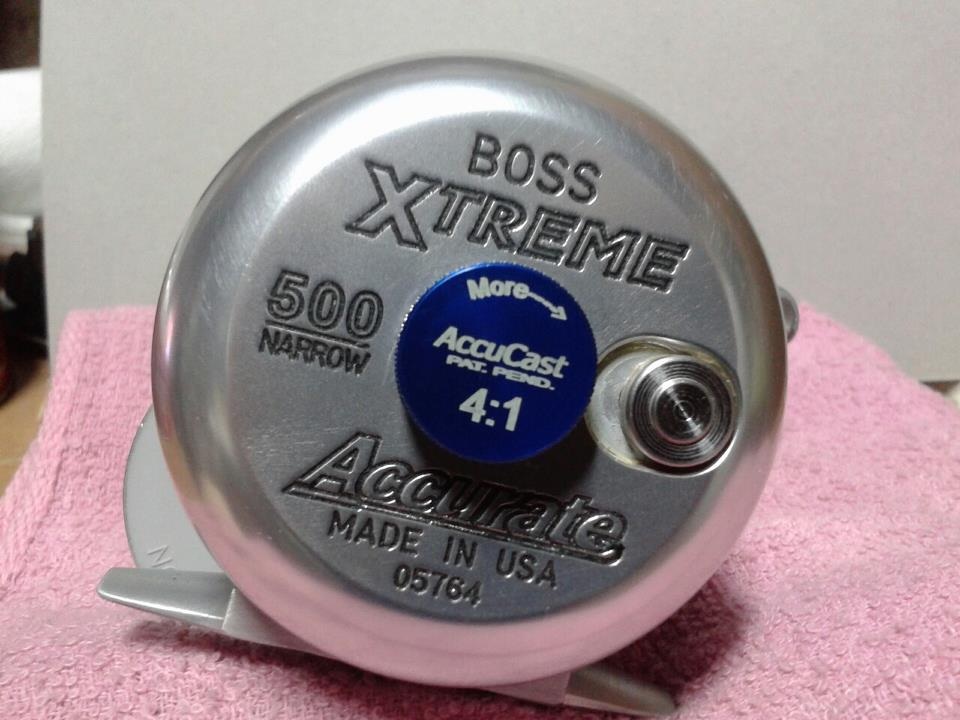 BOSS
XTREME
500
NARROW
More
AccuCast
PAT. PEND.
4:1
Accurate
MADE IN USA
05764